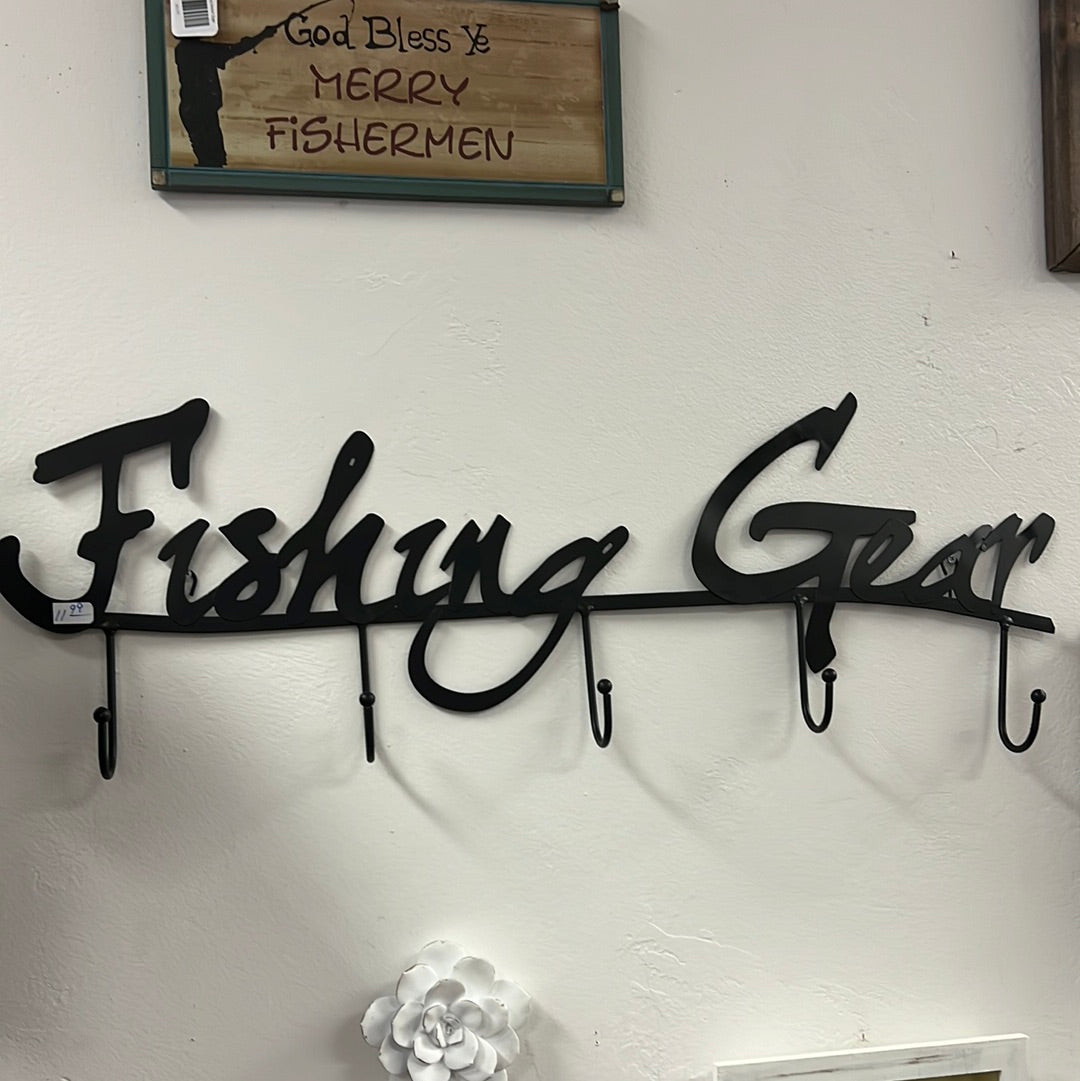 God Bless Ye
MERRY
FiSHERMEN
Fishing Gear
11 99